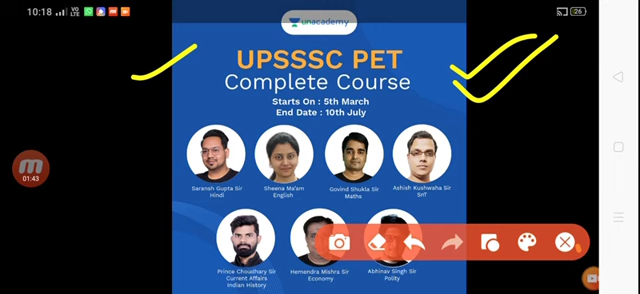 10:18
VO
LTE
26
unacademy
UPSSSC PET
Complete Course
Starts On : 5th March
End Date : 10th July
Saransh Gupta Sir
Hindi
Sheena Ma'am
English
Govind Shukla Sir
Maths
Ashish Kushwaha Sir
SnT
01:43
Prince Choudhary Sir
Current Affairs
Indian History
Hemendra Mishra Sir
Economy
Abhinav Singh Sir
Polity